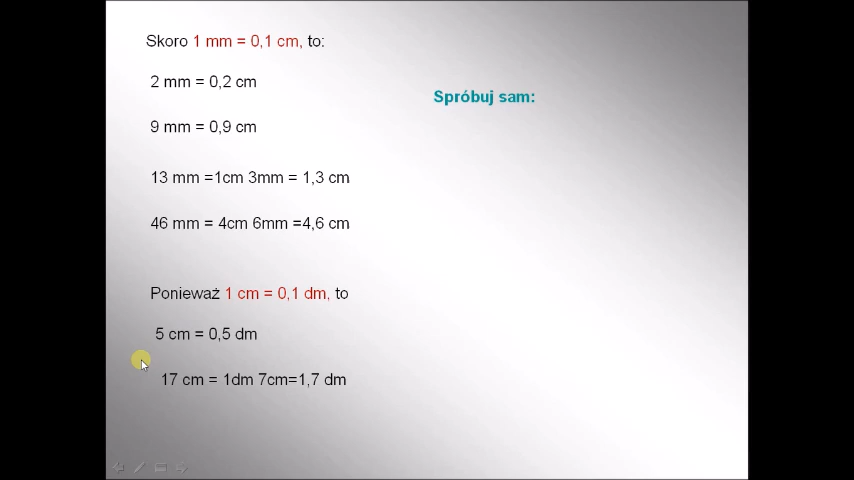 Skoro 1 mm = 0,1 cm, to:
2 mm = 0,2 cm
9 mm = 0,9 cm
13 mm =1cm 3mm = 1,3 cm
46 mm = 4cm 6mm =4,6 cm
Ponieważ 1 cm = 0,1 dm, to
5 cm = 0,5 dm
17 cm = 1dm 7cm=1,7 dm
Spróbuj sam: